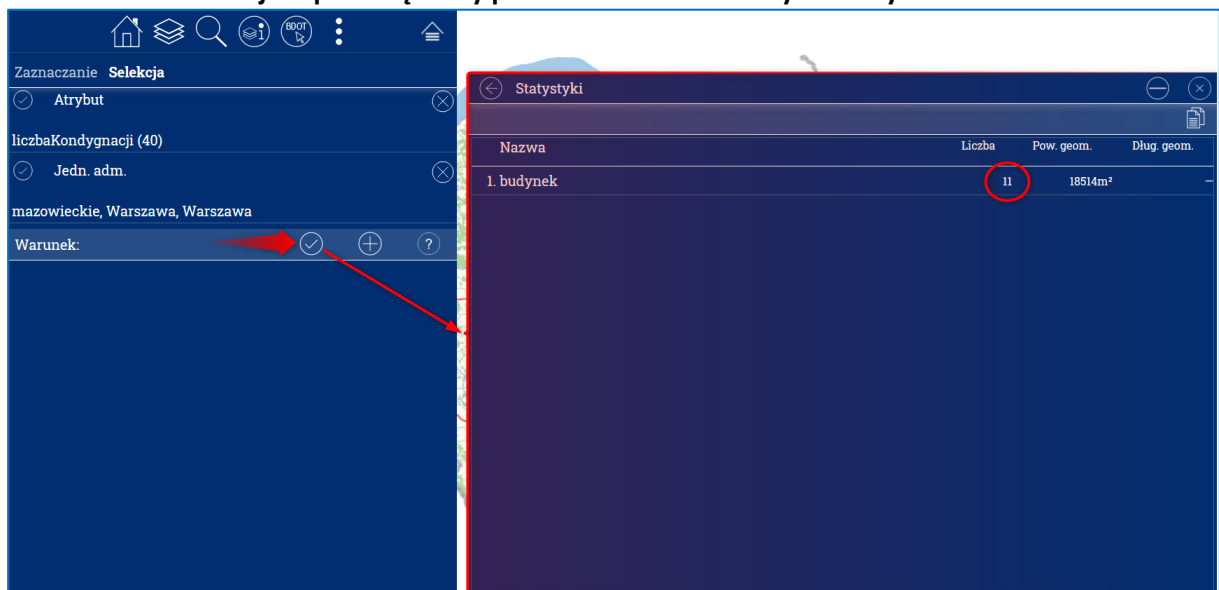 BDOT
Zaznaczanie Selekcja
Atrybut
liczbaKondygnacji (40)
Jedn. adm.
mazowieckie, Warszawa, Warszawa
Warunek:
?
Statystyki
Nazwa Liczba Pow. geom. Dług. geom.
1. budynek 11 18514m² –